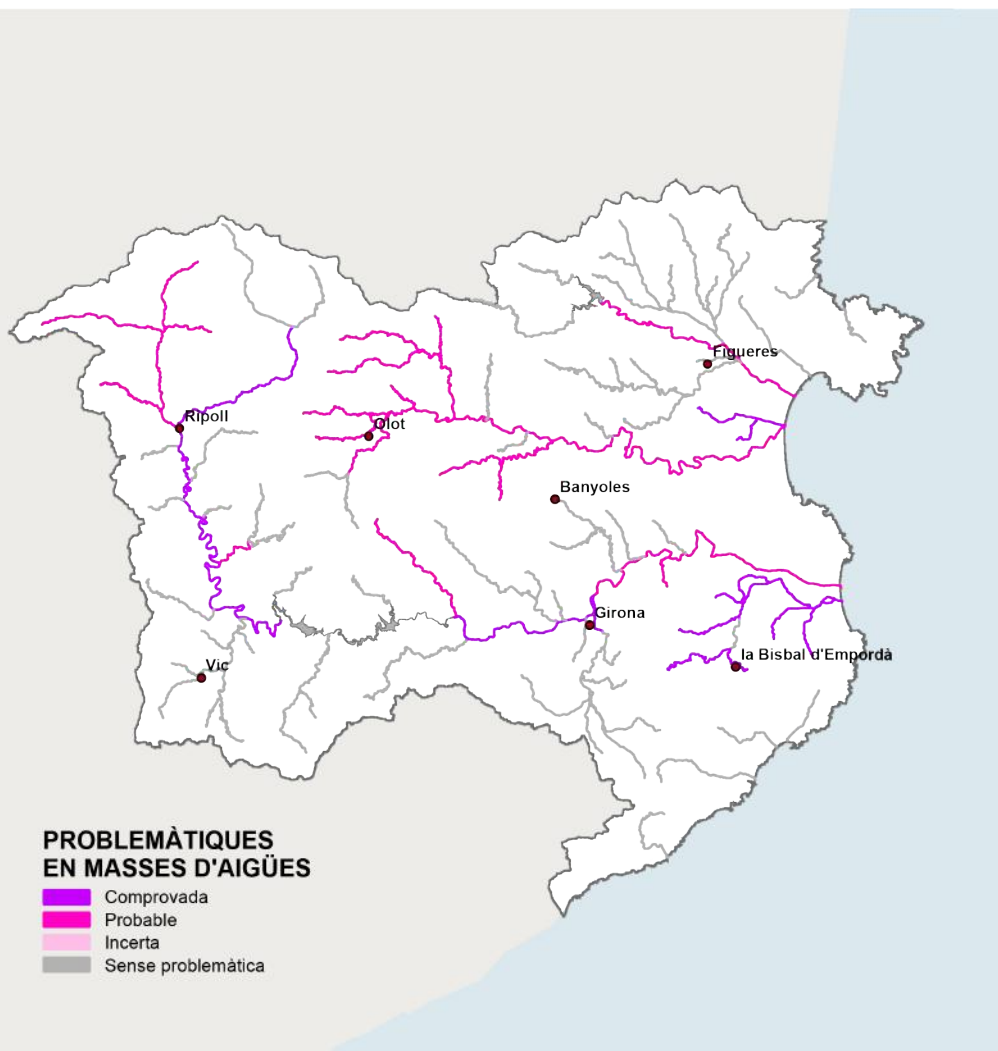 Figueres
Ripoll
Olot
Banyoles
Girona
la Bisbal d'Empordà
Vic
PROBLEMÀTIQUES
EN MASSES D'AIGÜES
Comprovada
Probable
Incerta
Sense problemàtica